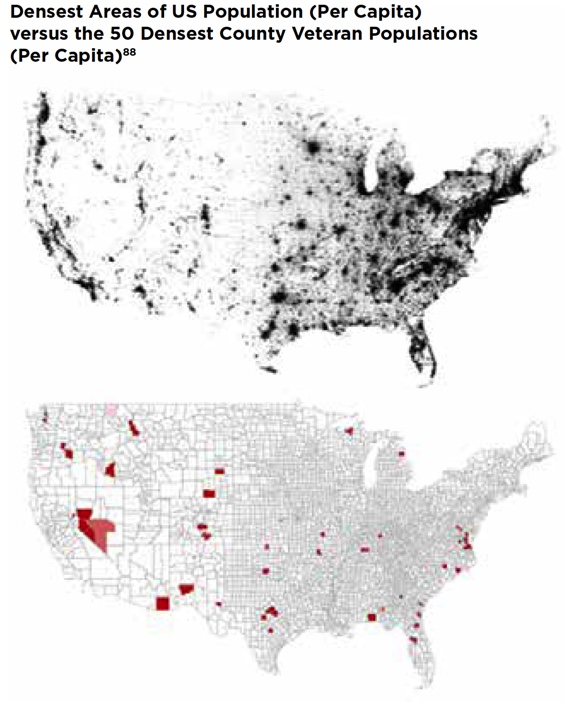 Densest Areas of US Population (Per Capita)
versus the 50 Densest County Veteran Populations
(Per Capita)⁸⁸